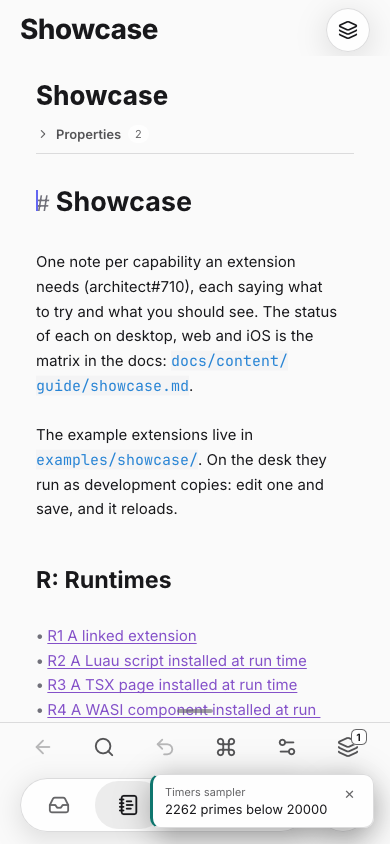 Showcase
Showcase
Properties 2
# Showcase
One note per capability an extension
needs (architect#710), each saying what
to try and what you should see. The status
of each on desktop, web and iOS is the
matrix in the docs: docs/content/
guide/showcase.md.
The example extensions live in
examples/showcase/. On the desk they
run as development copies: edit one and
save, and it reloads.
R: Runtimes
• R1 A linked extension
• R2 A Luau script installed at run time
• R3 A TSX page installed at run time
• R4 A WASI component installed at run
1
Timers sampler
2262 primes below 20000